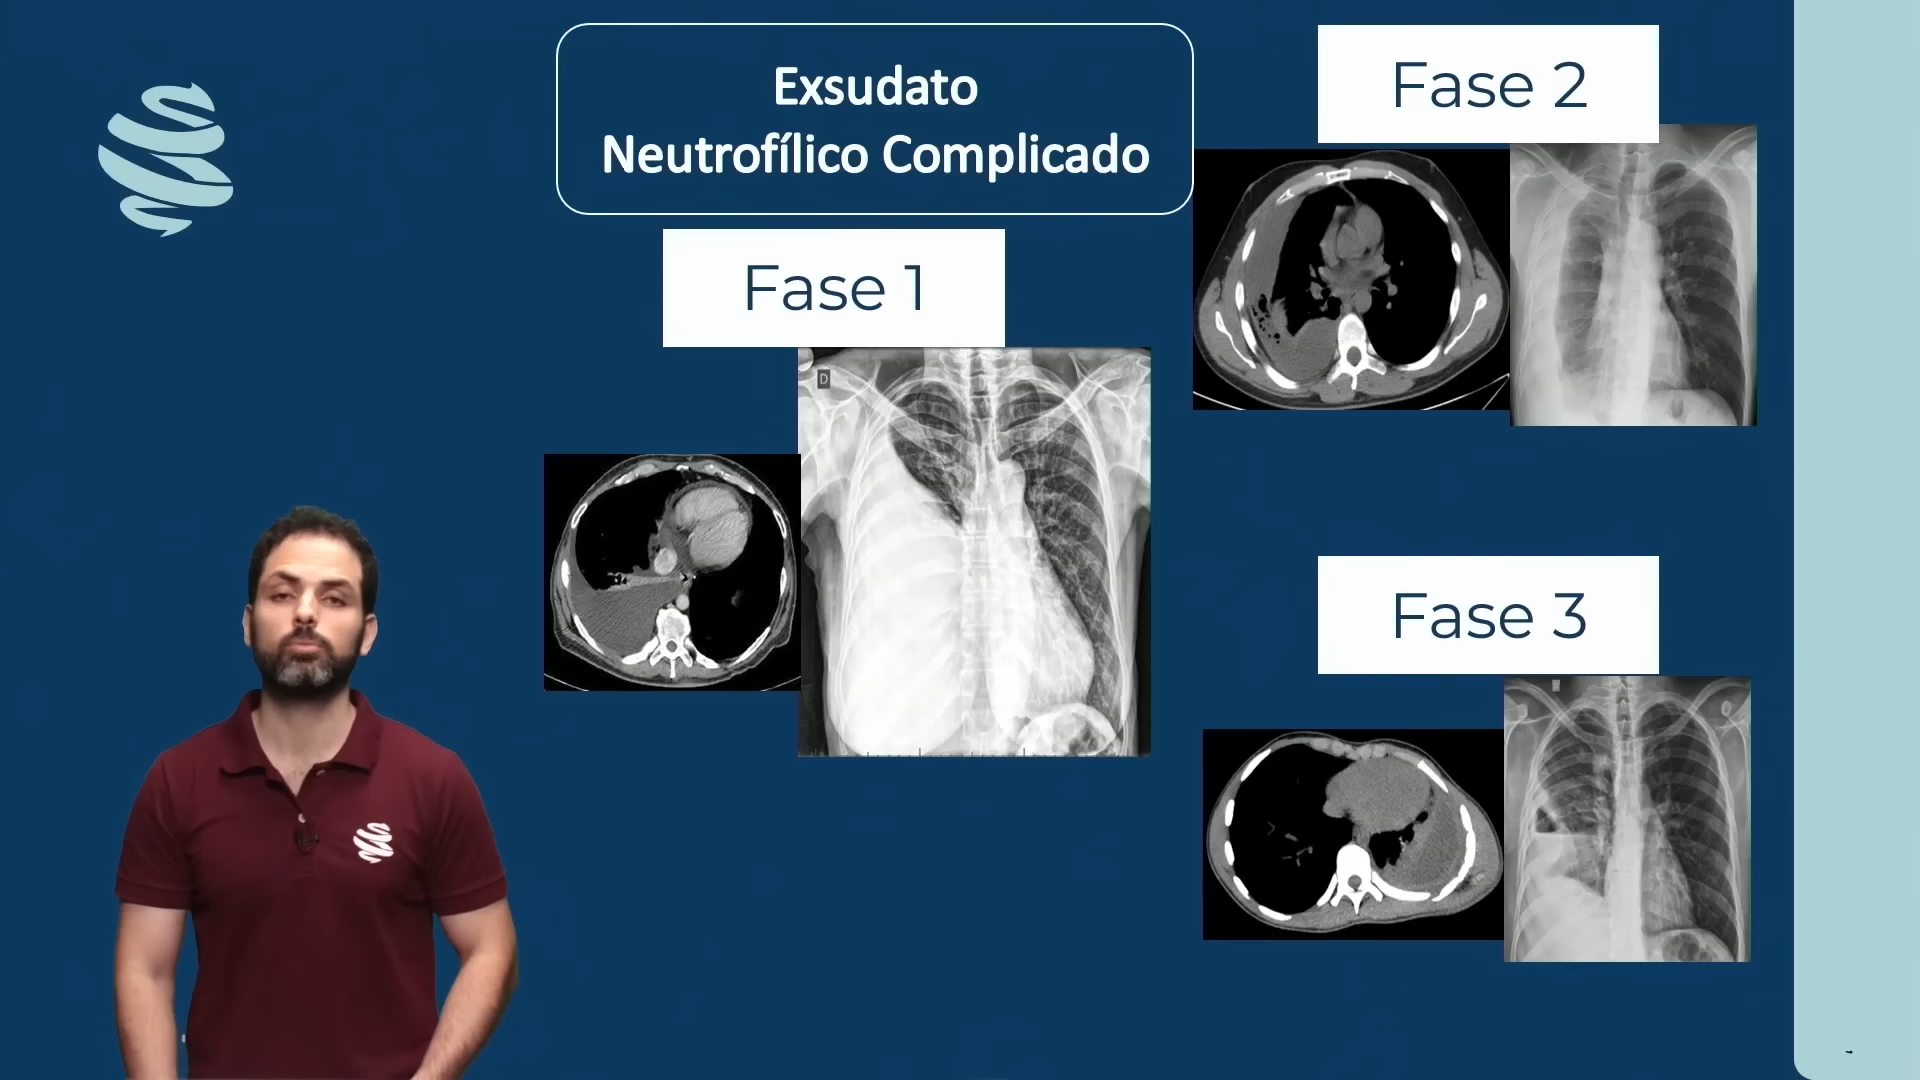 Exsudato
Neutrofílico Complicado
Fase 1
D
Fase 2
Fase 3